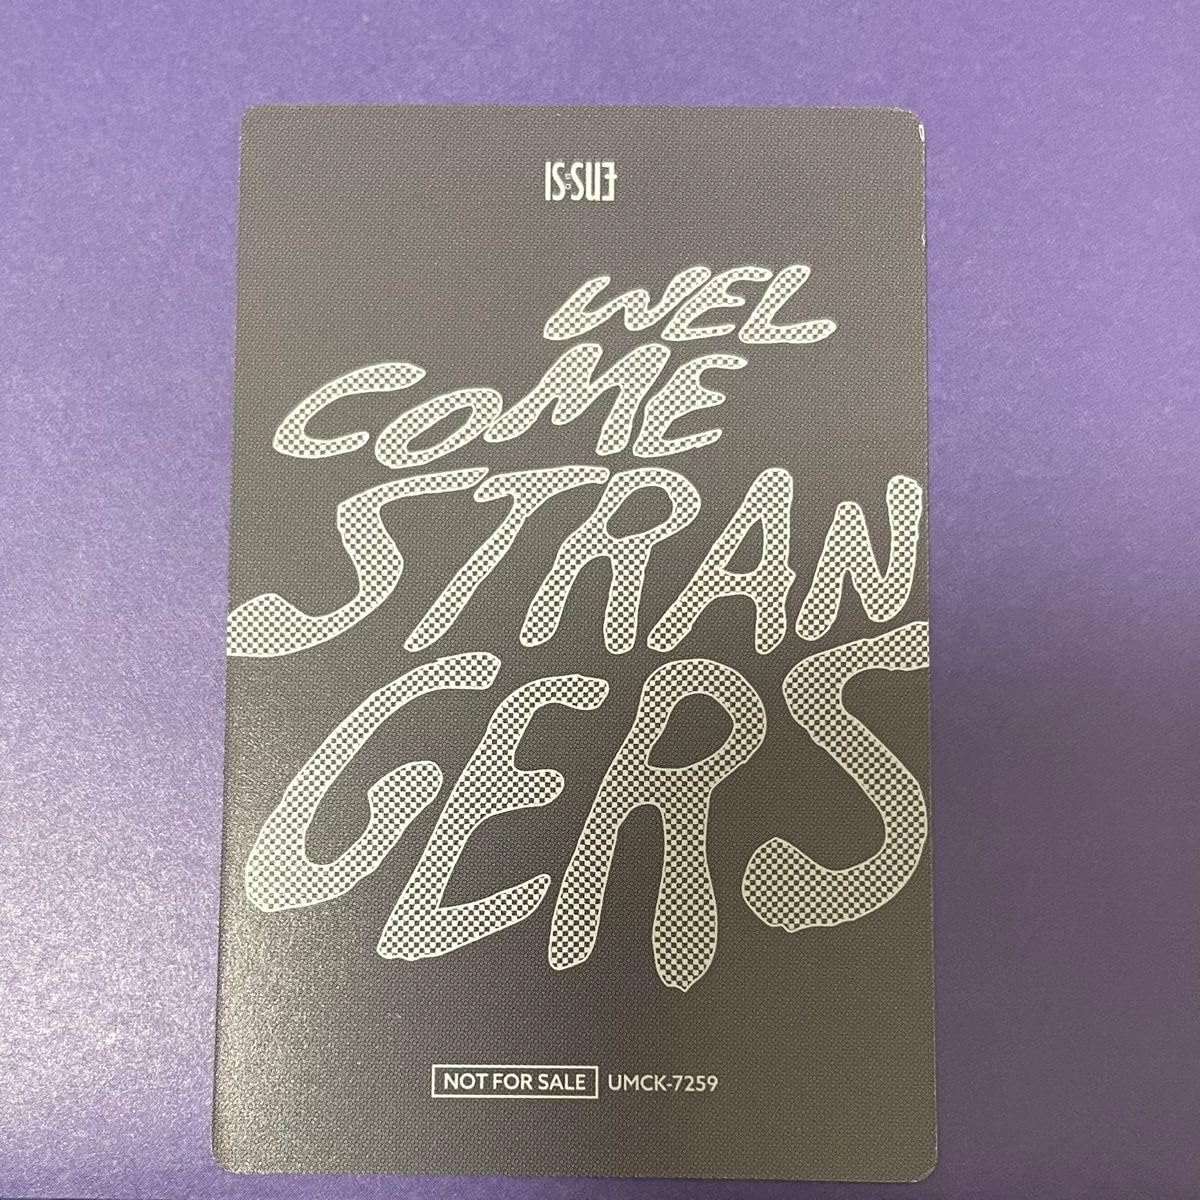 IS:SUE
WEL
COME
STRAN
GERS
NOT FOR SALE UMCK-7259